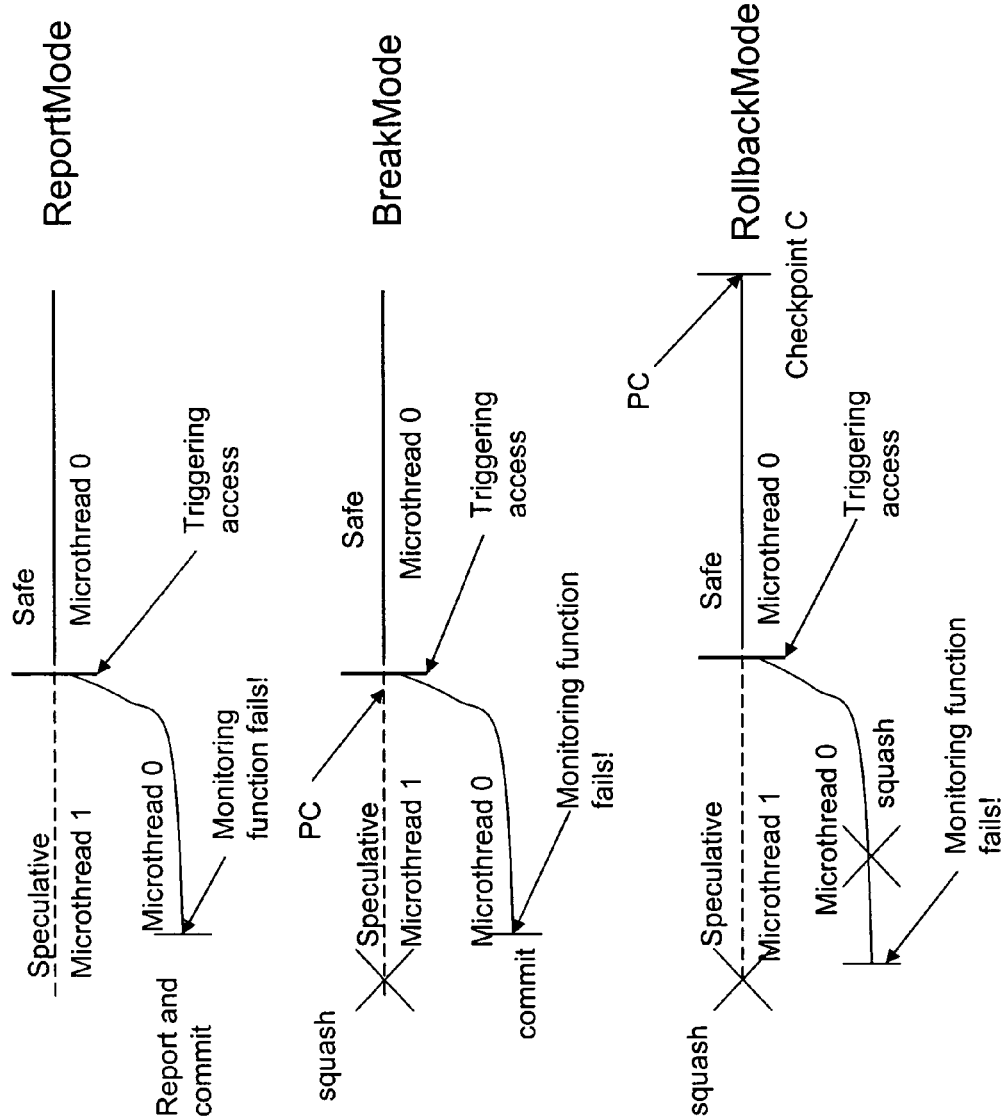 ReportMode
Safe
Microthread 0
Triggering
access
Speculative
Microthread 1
Microthread 0
Monitoring
function fails!
Report and
commit
BreakMode
Safe
Microthread 0
Triggering
access
PC
Speculative
Microthread 1
squash
Microthread 0
Monitoring function
fails!
commit
RollbackMode
PC
Checkpoint C
Safe
Microthread 0
Triggering
access
Speculative
Microthread 1
squash
Microthread 0
squash
Monitoring function
fails!